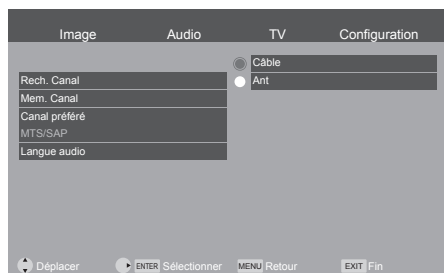 Image Audio TV Configuration
Câble
Rech. Canal Ant
Mem. Canal
Canal préféré
MTS/SAP
Langue audio
Déplacer ENTER Sélectionner MENU Retour EXIT Fin